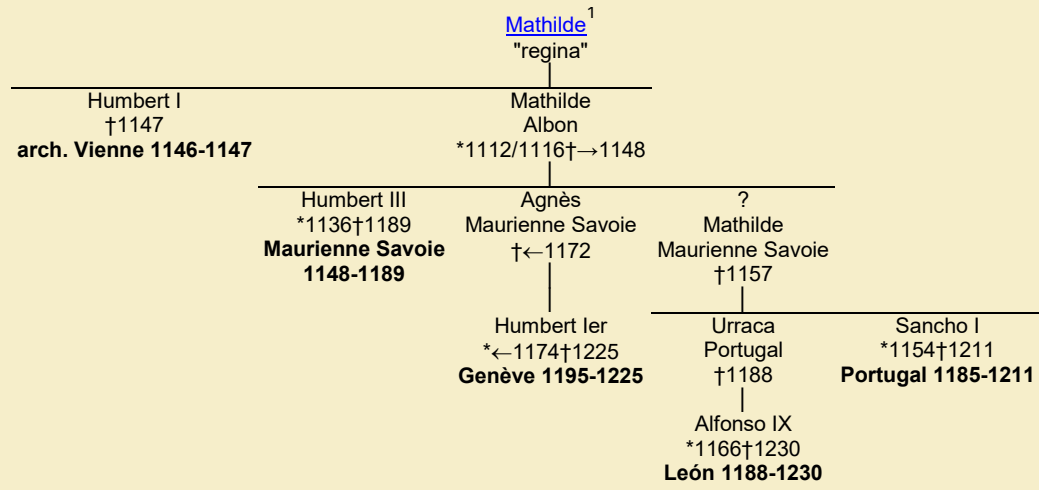 Mathilde¹
"regina"
Humbert I
†1147
arch. Vienne 1146-1147
Mathilde
Albon
*1112/1116†→1148
Humbert III
*1136†1189
Maurienne Savoie
1148-1189
Agnès
Maurienne Savoie
†←1172
?
Mathilde
Maurienne Savoie
†1157
Humbert Ier
*←1174†1225
Genève 1195-1225
Urraca
Portugal
†1188
Sancho I
*1154†1211
Portugal 1185-1211
Alfonso IX
*1166†1230
León 1188-1230